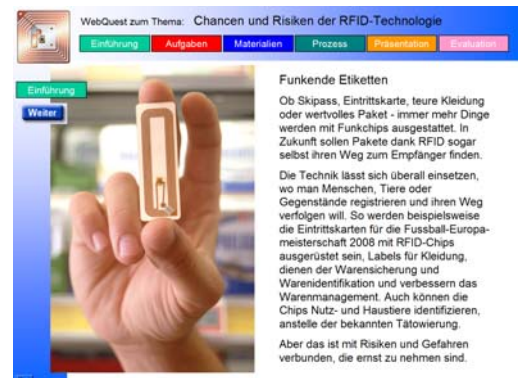 WebQuest zum Thema: Chancen und Risiken der RFID-Technologie
Einführung Aufgaben Materialien Prozess Präsentation Evaluation
Einführung
Weiter
Funkende Etiketten
Ob Skipass, Eintrittskarte, teure Kleidung
oder wertvolles Paket - immer mehr Dinge
werden mit Funkchips ausgestattet. In
Zukunft sollen Pakete dank RFID sogar
selbst ihren Weg zum Empfänger finden.
Die Technik lässt sich überall einsetzen,
wo man Menschen, Tiere oder
Gegenstände registrieren und ihren Weg
verfolgen will. So werden beispielsweise
die Eintrittskarten für die Fussball-Europa-
meisterschaft 2008 mit RFID-Chips
ausgerüstet sein, Labels für Kleidung,
dienen der Warensicherung und
Warenidentifikation und verbessern das
Warenmanagement. Auch können die
Chips Nutz- und Haustiere identifizieren,
anstelle der bekannten Tätowierung.
Aber das ist mit Risiken und Gefahren
verbunden, die ernst zu nehmen sind.